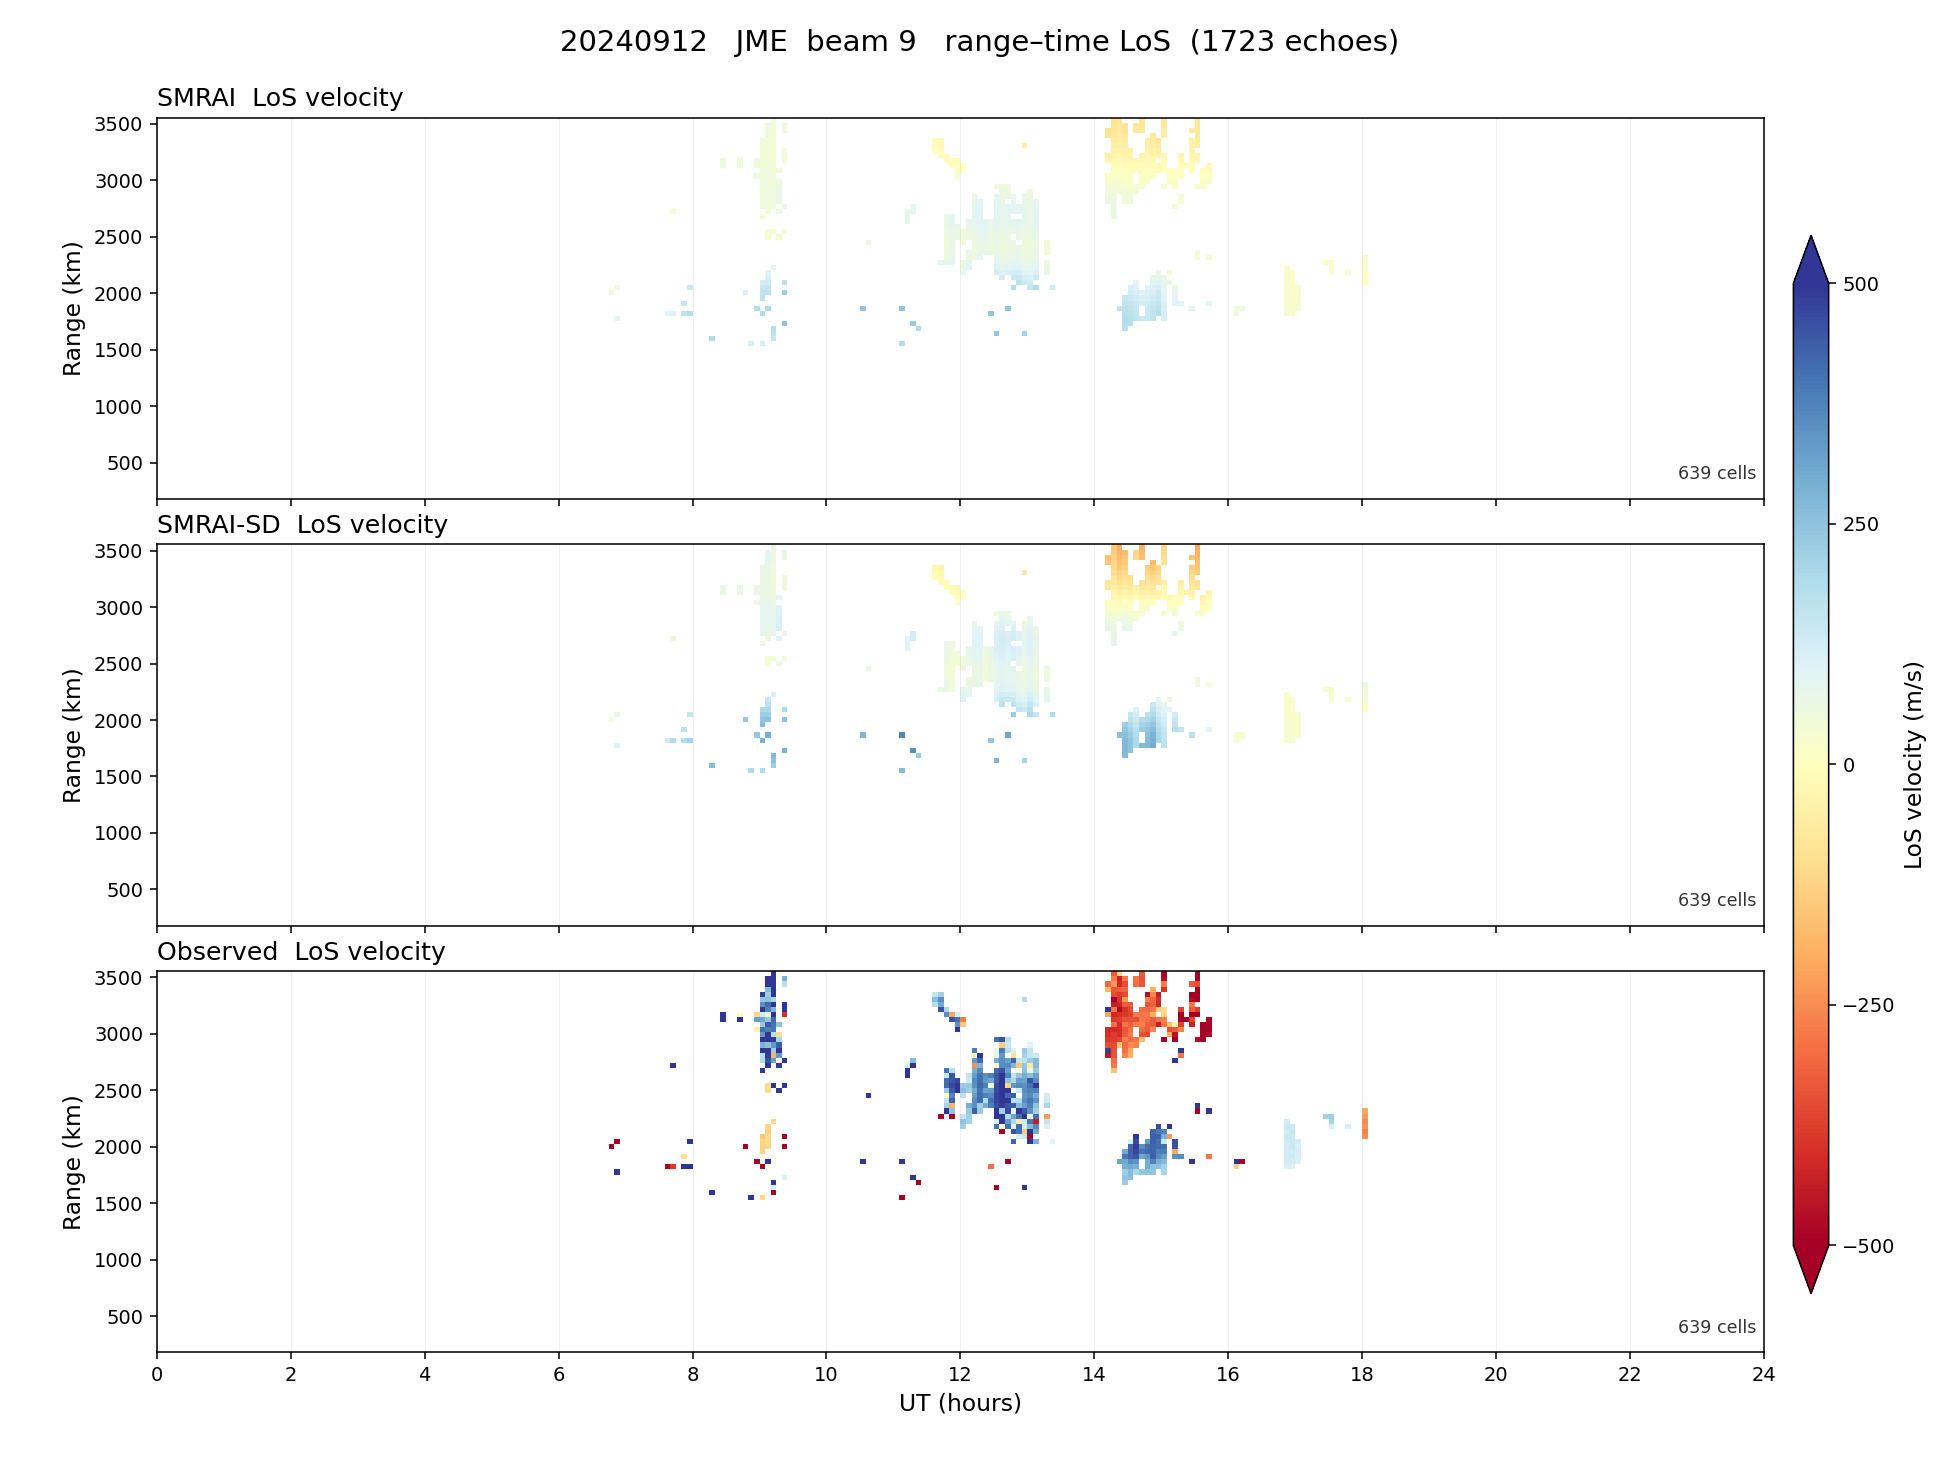 20240912   JME  beam 9   range–time LoS  (1723 echoes)
SMRAI  LoS velocity
3500
3000
2500
2000
1500
1000
500
Range (km)
639 cells
SMRAI-SD  LoS velocity
3500
3000
2500
2000
1500
1000
500
Range (km)
639 cells
Observed  LoS velocity
3500
3000
2500
2000
1500
1000
500
Range (km)
639 cells
0 2 4 6 8 10 12 14 16 18 20 22 24
UT (hours)
500
250
0
−250
−500
LoS velocity (m/s)